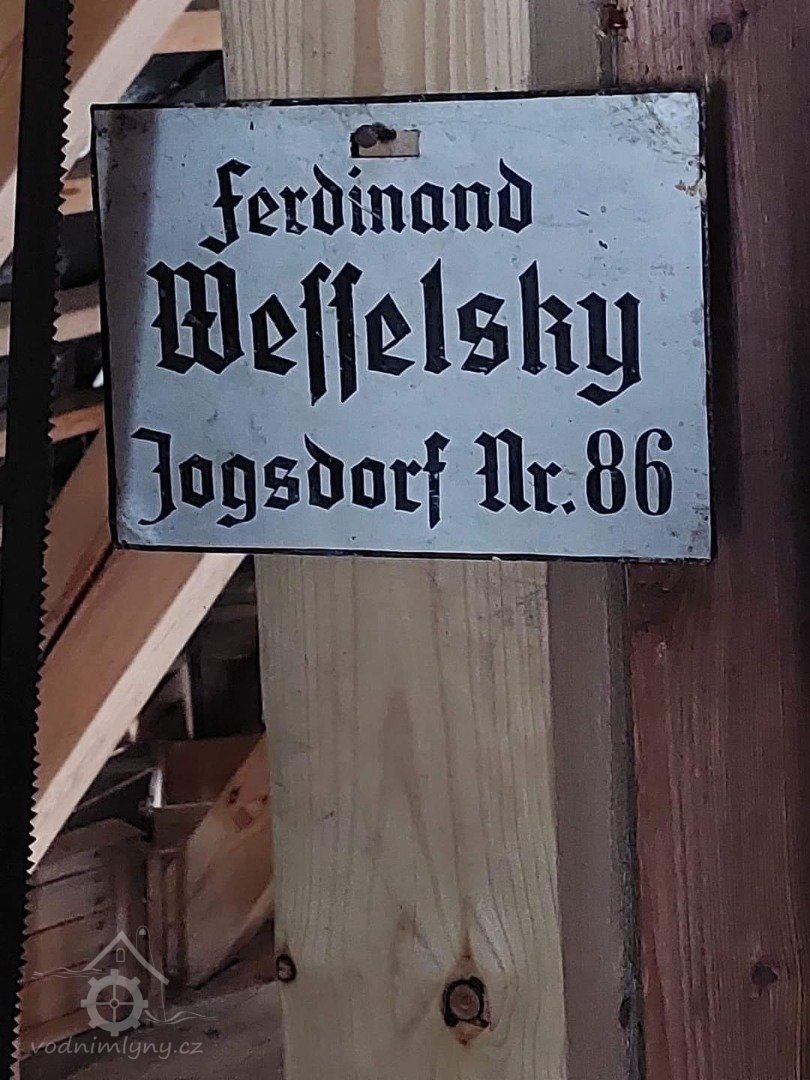 Ferdinand
Weſſelsky
Jogsdorf Nr. 86
vodnimlyny.cz